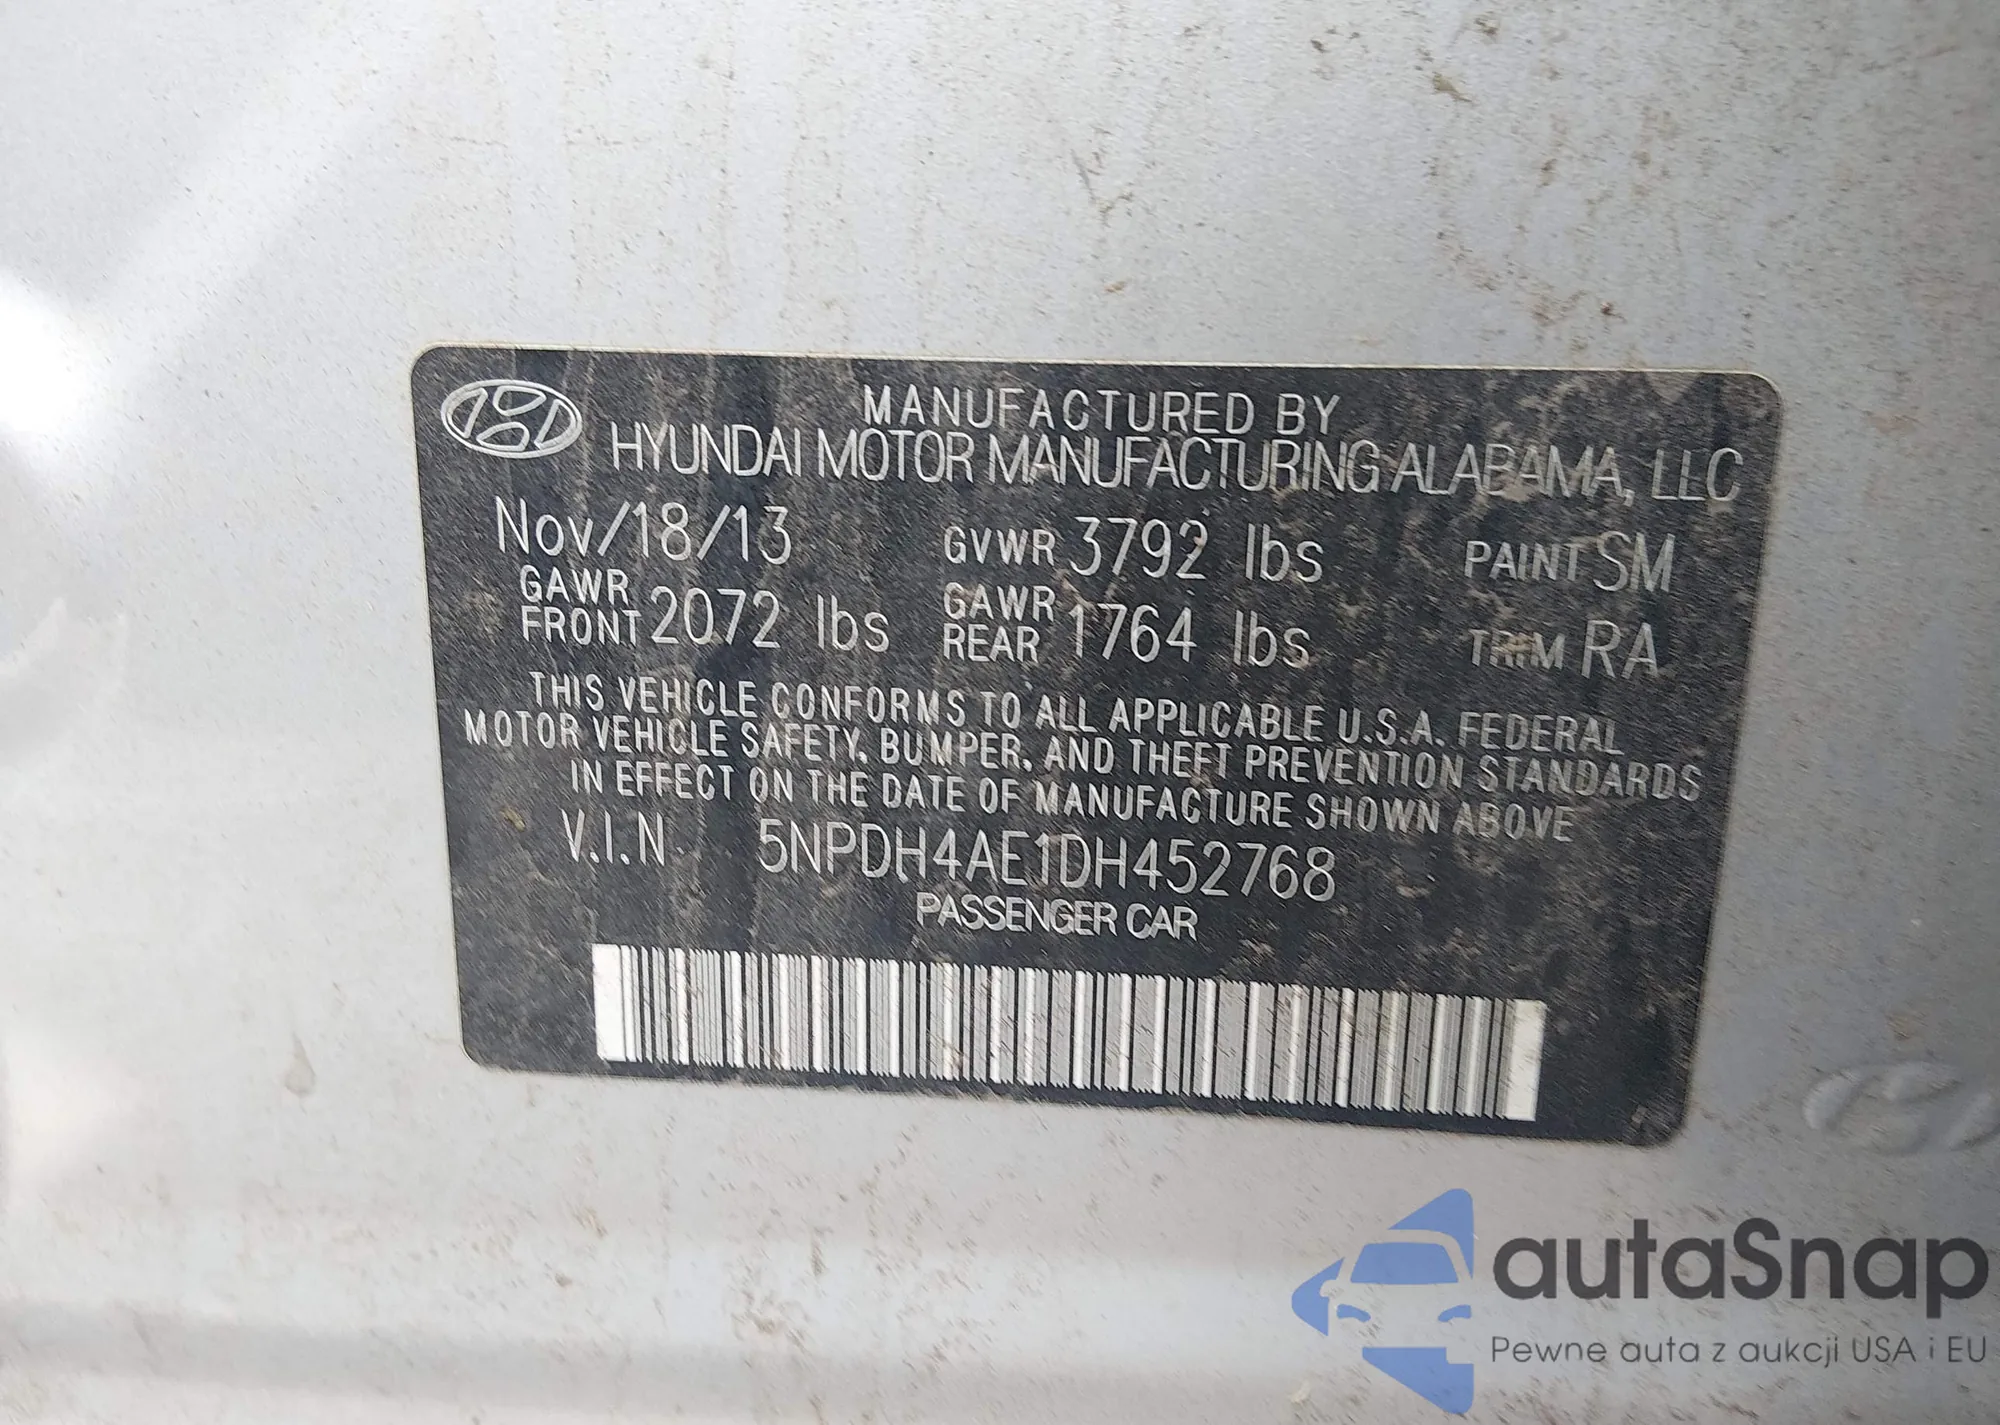 MANUFACTURED BY
HYUNDAI MOTOR MANUFACTURING ALABAMA, LLC
Nov/18/13 GVWR 3792 lbs PAINT SM
GAWR FRONT 2072 lbs GAWR REAR 1764 lbs TRIM RA
THIS VEHICLE CONFORMS TO ALL APPLICABLE U.S.A. FEDERAL
MOTOR VEHICLE SAFETY, BUMPER, AND THEFT PREVENTION STANDARDS
IN EFFECT ON THE DATE OF MANUFACTURE SHOWN ABOVE
V.I.N 5NPDH4AE1DH452768
PASSENGER CAR
autaSnap
Pewne auta z aukcji USA i EU